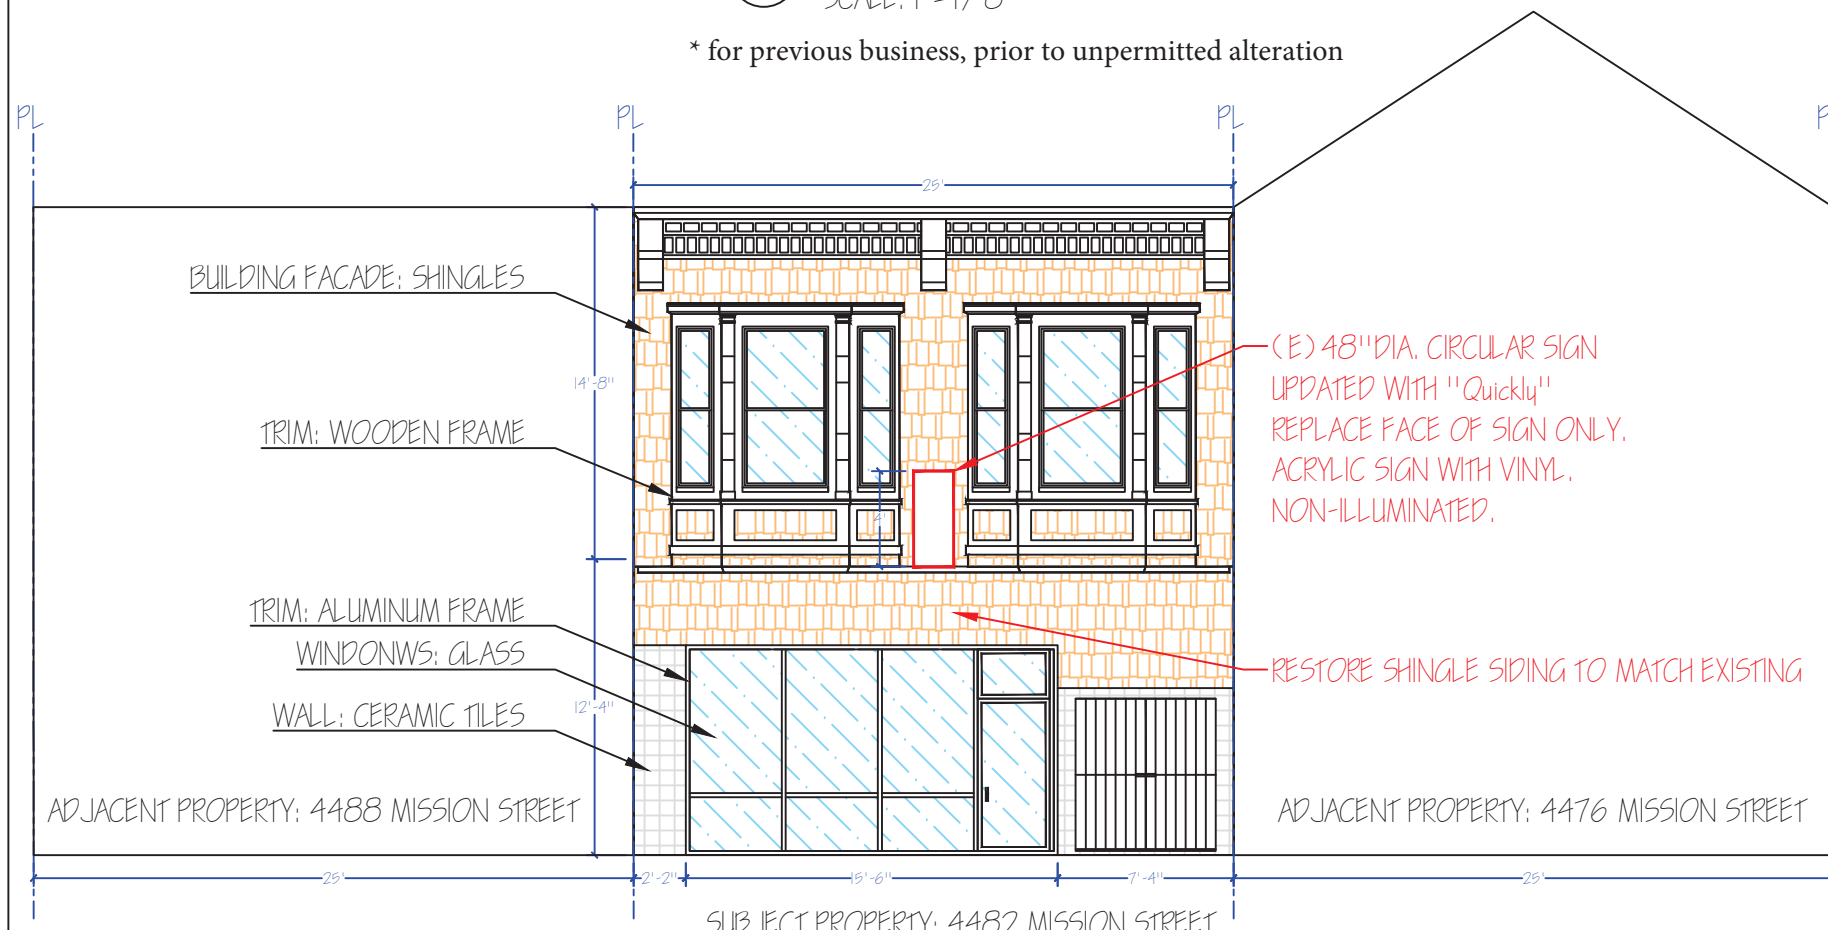 * for previous business, prior to unpermitted alteration
PL
PL
PL
25'
BUILDING FACADE: SHINGLES
(E) 48" DIA. CIRCULAR SIGN
UPDATED WITH "Quickly"
REPLACE FACE OF SIGN ONLY.
ACRYLIC SIGN WITH VINYL.
NON-ILLUMINATED.
14'-8"
TRIM: WOODEN FRAME
4'
TRIM: ALUMINUM FRAME
WINDONWS: GLASS
RESTORE SHINGLE SIDING TO MATCH EXISTING
WALL: CERAMIC TILES
12'-4"
ADJACENT PROPERTY: 4488 MISSION STREET
ADJACENT PROPERTY: 4476 MISSION STREET
25'
2'-2"
15'-6"
7'-4"
25'
SUBJECT PROPERTY: 4482 MISSION STREET